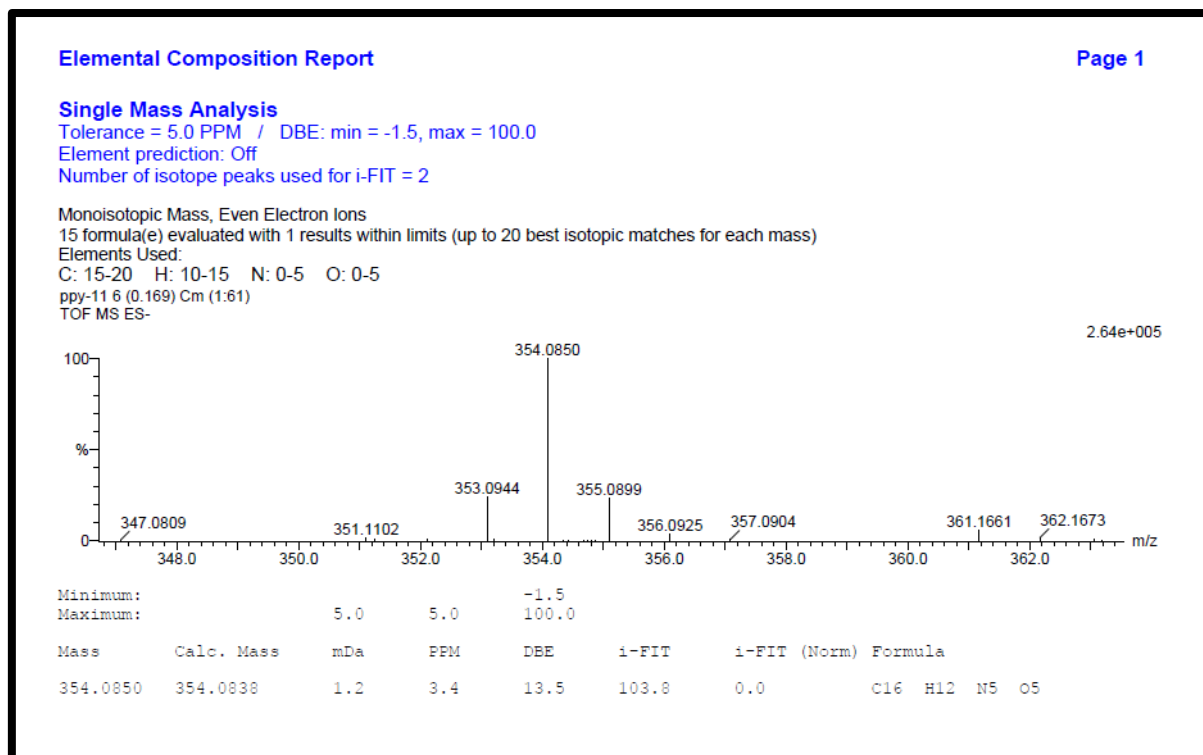 Elemental Composition Report Page 1
Single Mass Analysis
Tolerance = 5.0 PPM / DBE: min = -1.5, max = 100.0
Element prediction: Off
Number of isotope peaks used for i-FIT = 2
Monoisotopic Mass, Even Electron Ions
15 formula(e) evaluated with 1 results within limits (up to 20 best isotopic matches for each mass)
Elements Used:
C: 15-20 H: 10-15 N: 0-5 O: 0-5
ppy-11 6 (0.169) Cm (1:61)
TOF MS ES-
2.64e+005
100
354.0850
%
353.0944 355.0899
347.0809 351.1102 356.0925 357.0904 361.1661 362.1673
0
m/z
348.0 350.0 352.0 354.0 356.0 358.0 360.0 362.0
Minimum: -1.5
Maximum: 5.0 5.0 100.0
Mass Calc. Mass mDa PPM DBE i-FIT i-FIT (Norm) Formula
354.0850 354.0838 1.2 3.4 13.5 103.8 0.0 C16 H12 N5 O5